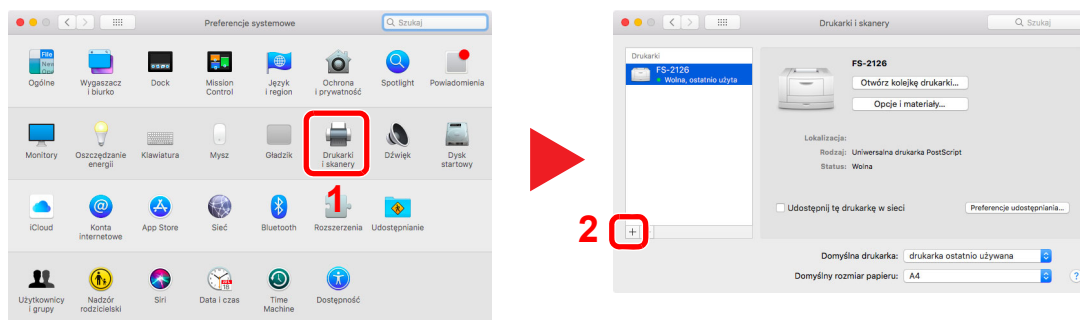 Preferencje systemowe
Szukaj
File
New
Ope
Ogólne
Wygaszacz
i biurko
Dock
Mission
Control
Język
i region
Ochrona
i prywatność
Spotlight
Powiadomienia
Monitory
Oszczędzanie
energii
Klawiatura
Mysz
Gładzik
Drukarki
i skanery
Dźwięk
Dysk
startowy
1
iCloud
Konta
internetowe
App Store
Sieć
Bluetooth
Rozszerzenia
Udostępnianie
Użytkownicy
i grupy
Nadzór
rodzicielski
Siri
18
Data i czas
Time
Machine
Dostępność
Drukarki i skanery
Szukaj
Drukarki
FS-2126
Wolna, ostatnio użyta
FS-2126
Otwórz kolejkę drukarki...
Opcje i materiały...
Lokalizacja:
Rodzaj: Uniwersalna drukarka PostScript
Status: Wolna
Udostępnij tę drukarkę w sieci
Preferencje udostępniania...
2
+
Domyślna drukarka: drukarka ostatnio używana
Domyślny rozmiar papieru: A4
?